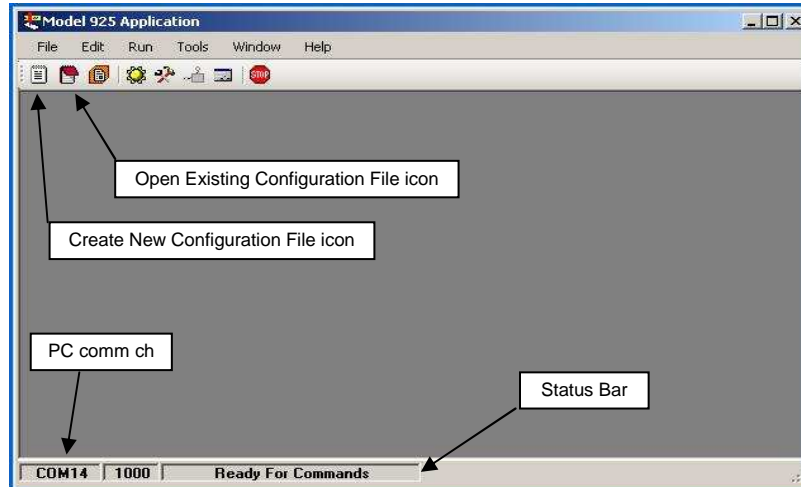 Model 925 Application
File Edit Run Tools Window Help
STOP
Open Existing Configuration File icon
Create New Configuration File icon
PC comm ch
Status Bar
COM14 1000 Ready For Commands